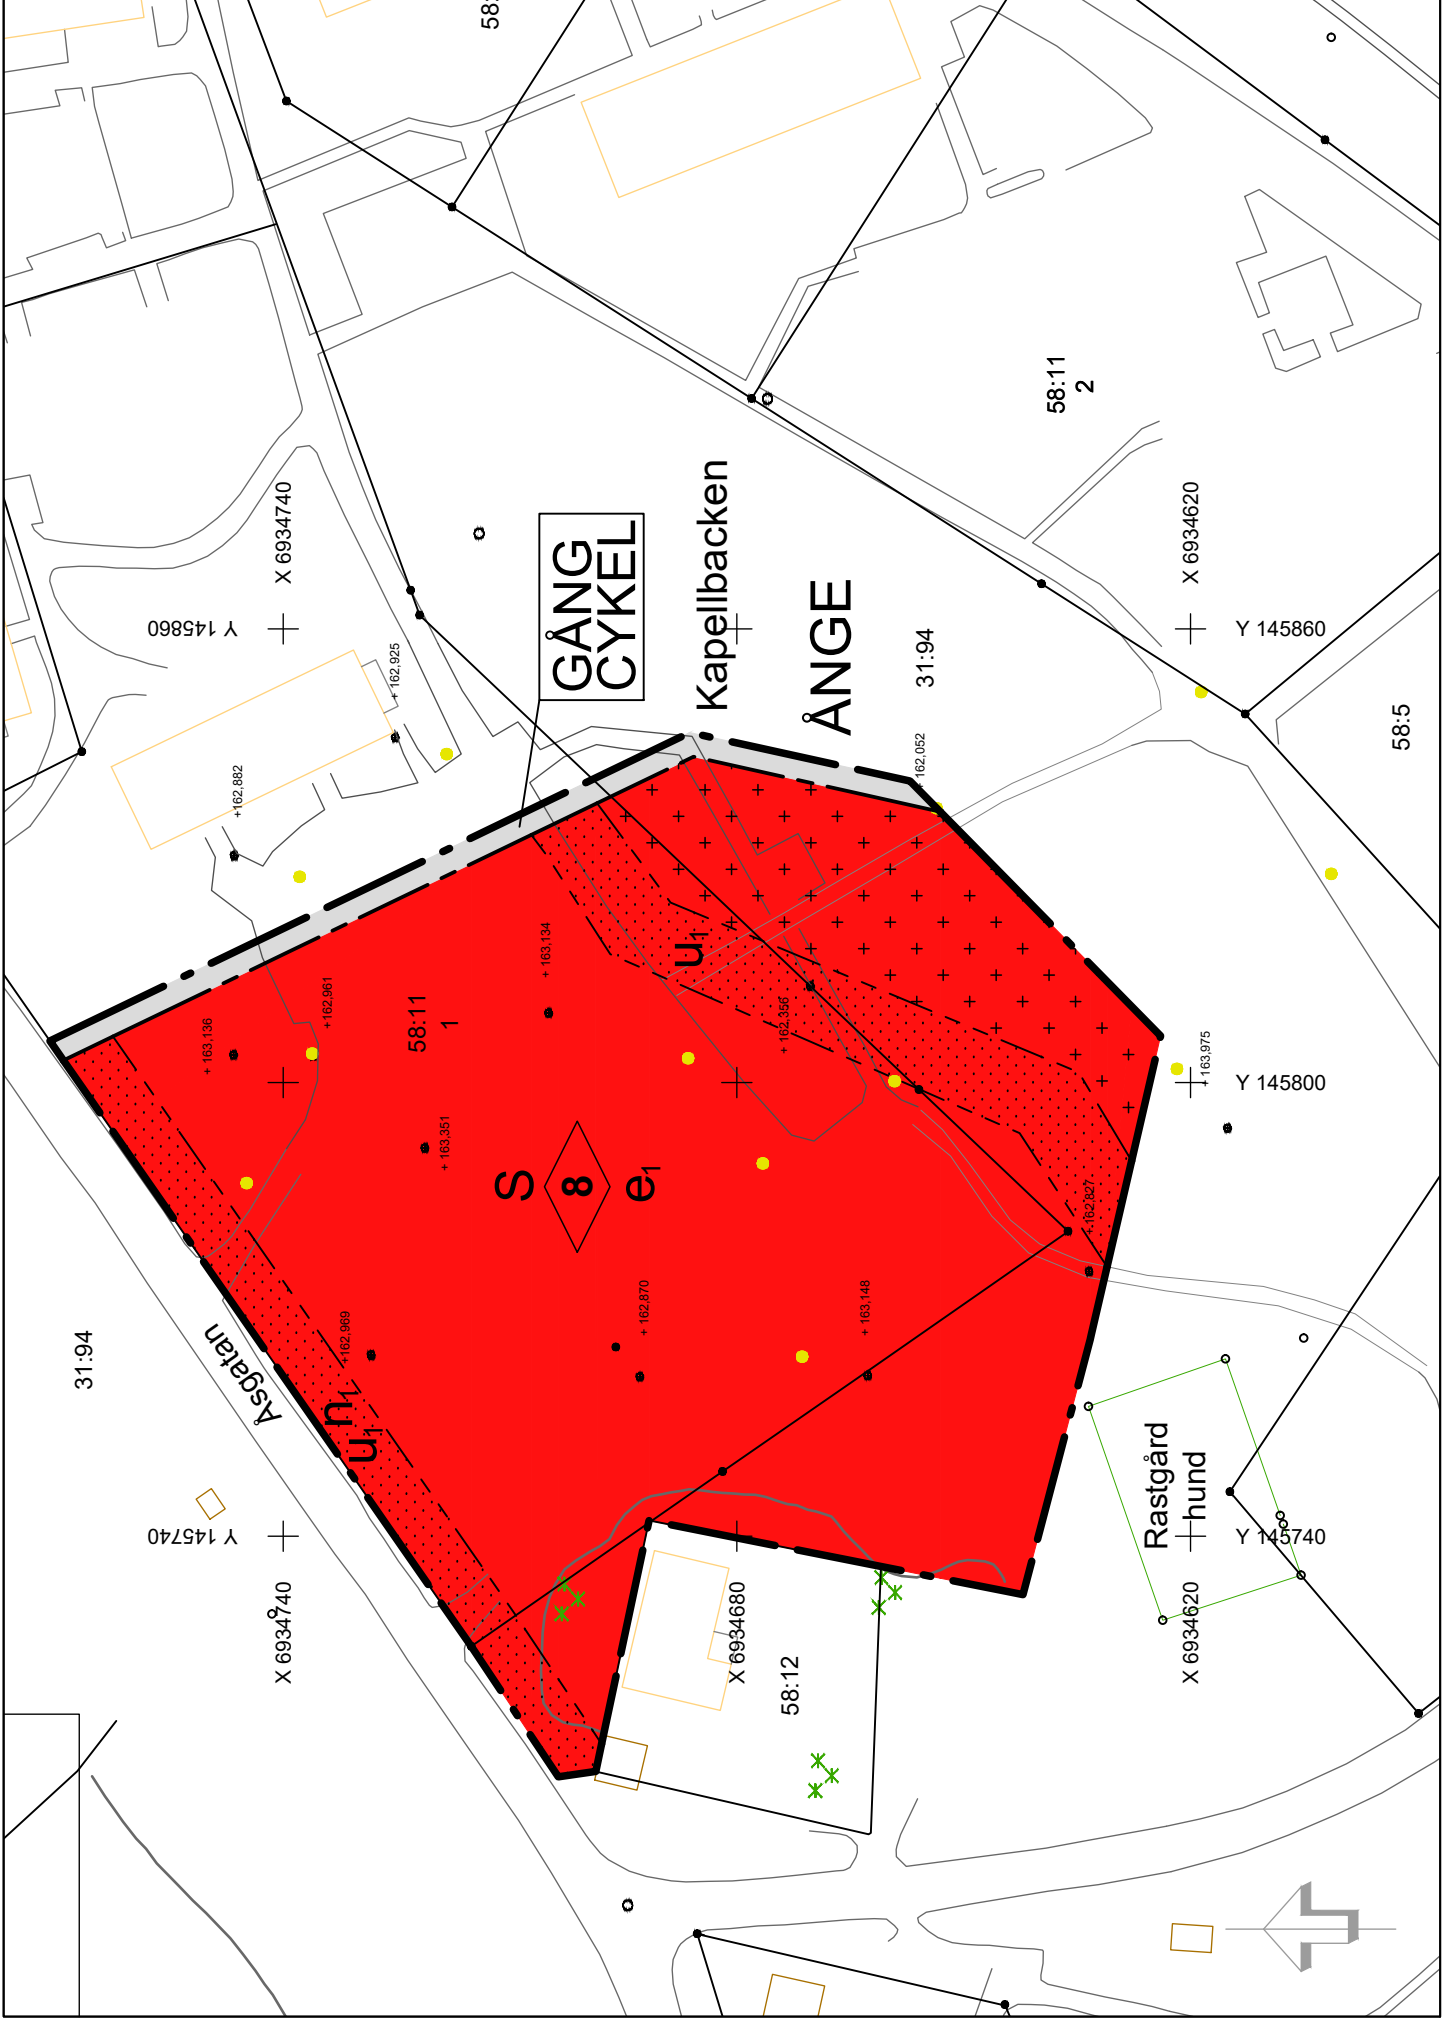 58:
Y 145860
X 6934740
+162,925
+162,882
GÅNG
CYKEL
Kapellbacken
ÅNGE
31:94
58:11
2
X 6934620
Y 145860
58:5
+162,052
+163,136
+162,961
58:11
1
+163,134
u1
+162,356
+163,975
Y 145800
+163,351
S
8
e1
+162,827
31:94
Åsgatan
+162,969
n1
u1
+162,870
+163,148
Y 145740
X 6934740
X 6934680
58:12
Rastgård
hund
Y 145740
X 6934620